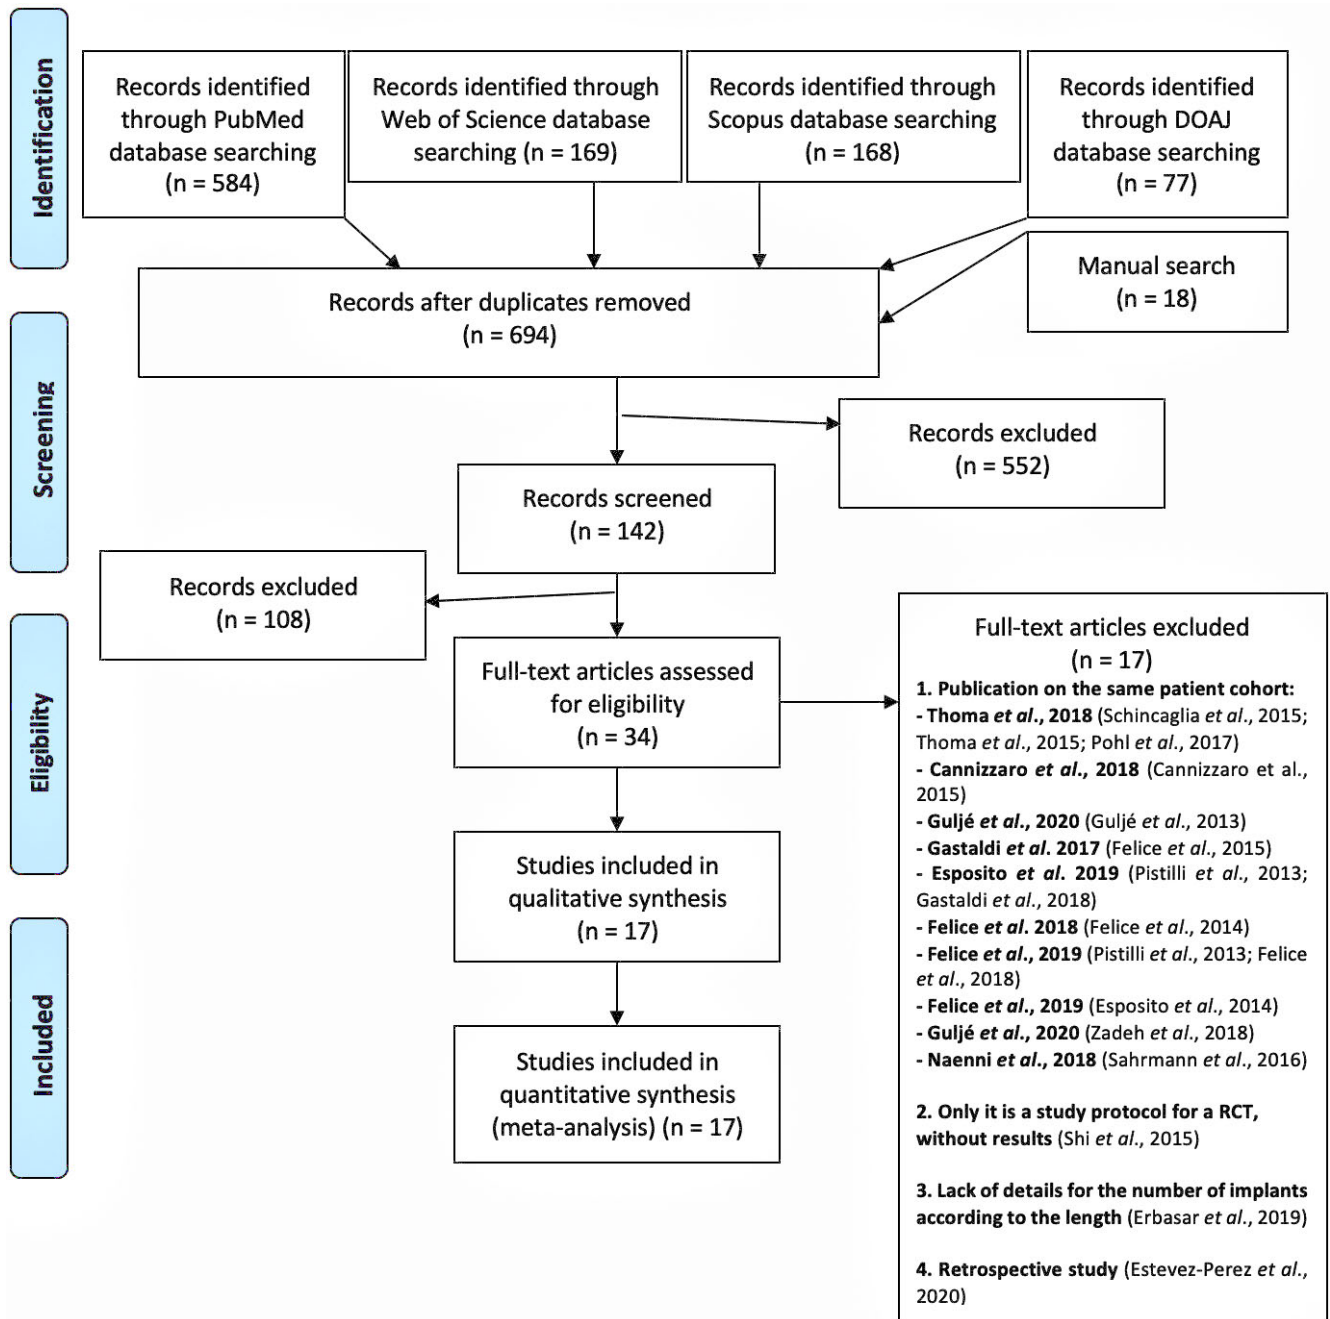 Identification
Records identified
through PubMed
database searching
(n = 584)
Records identified through
Web of Science database
searching (n = 169)
Records identified through
Scopus database searching
(n = 168)
Records identified
through DOAJ
database searching
(n = 77)
Manual search
(n = 18)
Records after duplicates removed
(n = 694)
Screening
Records excluded
(n = 552)
Records screened
(n = 142)
Records excluded
(n = 108)
Eligibility
Full-text articles assessed
for eligibility
(n = 34)
Full-text articles excluded
(n = 17)
1. Publication on the same patient cohort:
- Thoma et al., 2018 (Schincaglia et al., 2015;
Thoma et al., 2015; Pohl et al., 2017)
- Cannizzaro et al., 2018 (Cannizzaro et al.,
2015)
- Guljé et al., 2020 (Guljé et al., 2013)
- Gastaldi et al. 2017 (Felice et al., 2015)
- Esposito et al. 2019 (Pistilli et al., 2013;
Gastaldi et al., 2018)
- Felice et al. 2018 (Felice et al., 2014)
- Felice et al., 2019 (Pistilli et al., 2013; Felice
et al., 2018)
- Felice et al., 2019 (Esposito et al., 2014)
- Guljé et al., 2020 (Zadeh et al., 2018)
- Naenni et al., 2018 (Sahrmann et al., 2016)
2. Only it is a study protocol for a RCT,
without results (Shi et al., 2015)
3. Lack of details for the number of implants
according to the length (Erbasar et al., 2019)
4. Retrospective study (Estevez-Perez et al.,
2020)
Studies included in
qualitative synthesis
(n = 17)
Included
Studies included in
quantitative synthesis
(meta-analysis) (n = 17)